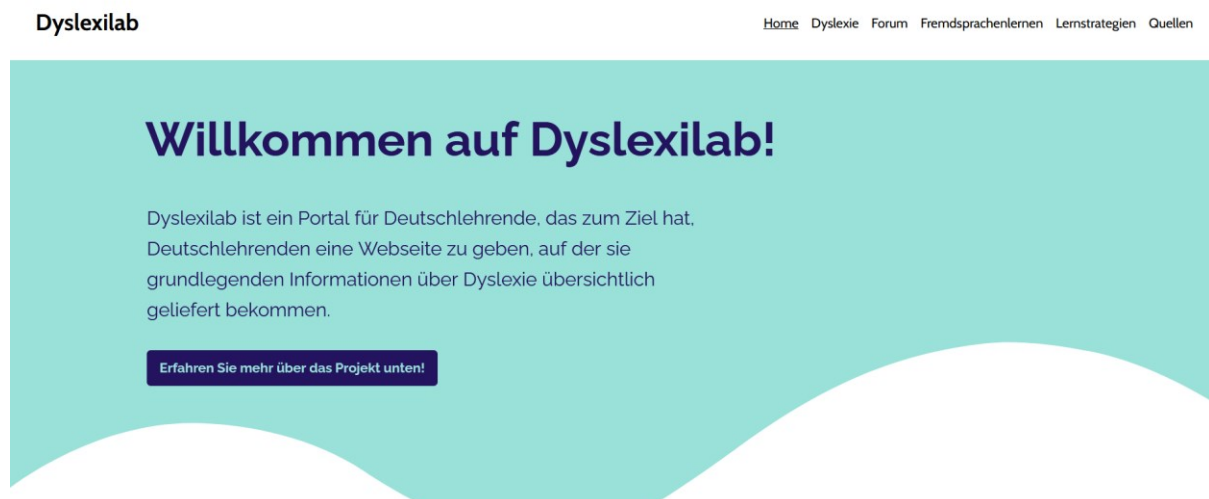 Dyslexilab
Home Dyslexie Forum Fremdsprachenlernen Lernstrategien Quellen
Willkommen auf Dyslexilab!
Dyslexilab ist ein Portal für Deutschlehrende, das zum Ziel hat,
Deutschlehrenden eine Webseite zu geben, auf der sie
grundlegenden Informationen über Dyslexie übersichtlich
geliefert bekommen.
Erfahren Sie mehr über das Projekt unten!